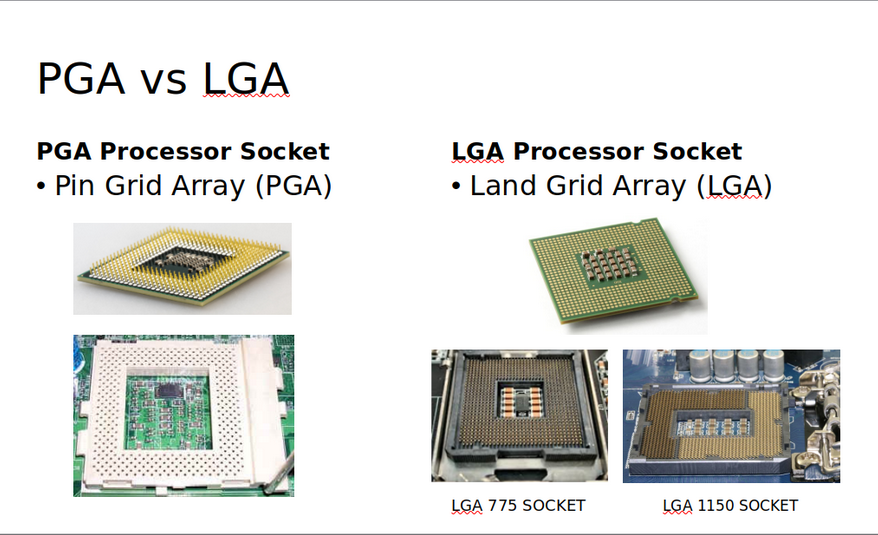 PGA vs LGA
PGA Processor Socket
• Pin Grid Array (PGA)
LGA Processor Socket
• Land Grid Array (LGA)
LGA 775 SOCKET
LGA 1150 SOCKET